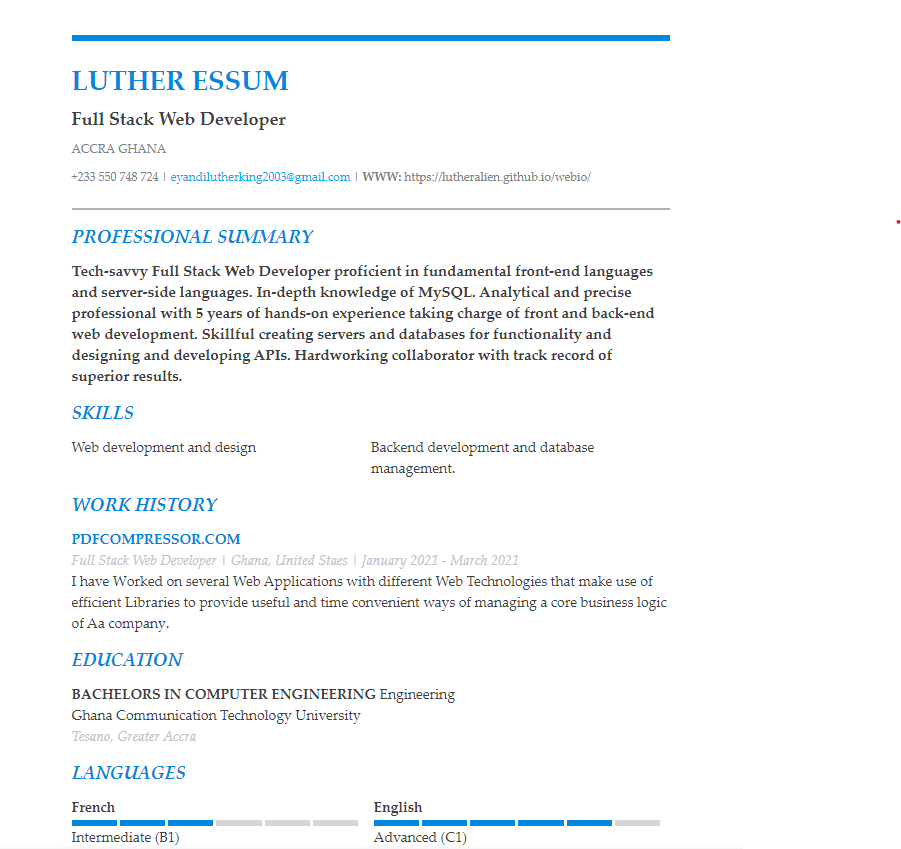 LUTHER ESSUM
Full Stack Web Developer
ACCRA GHANA
+233 550 748 724 | eyandilutherking2003@gmail.com | WWW: https://lutheralien.github.io/webio/
PROFESSIONAL SUMMARY
Tech-savvy Full Stack Web Developer proficient in fundamental front-end languages
and server-side languages. In-depth knowledge of MySQL. Analytical and precise
professional with 5 years of hands-on experience taking charge of front and back-end
web development. Skillful creating servers and databases for functionality and
designing and developing APIs. Hardworking collaborator with track record of
superior results.
SKILLS
Web development and design
Backend development and database
management.
WORK HISTORY
PDFCOMPRESSOR.COM
Full Stack Web Developer | Ghana, United Staes | January 2021 - March 2021
I have Worked on several Web Applications with different Web Technologies that make use of
efficient Libraries to provide useful and time convenient ways of managing a core business logic
of Aa company.
EDUCATION
BACHELORS IN COMPUTER ENGINEERING Engineering
Ghana Communication Technology University
Tesano, Greater Accra
LANGUAGES
French
Intermediate (B1)
English
Advanced (C1)